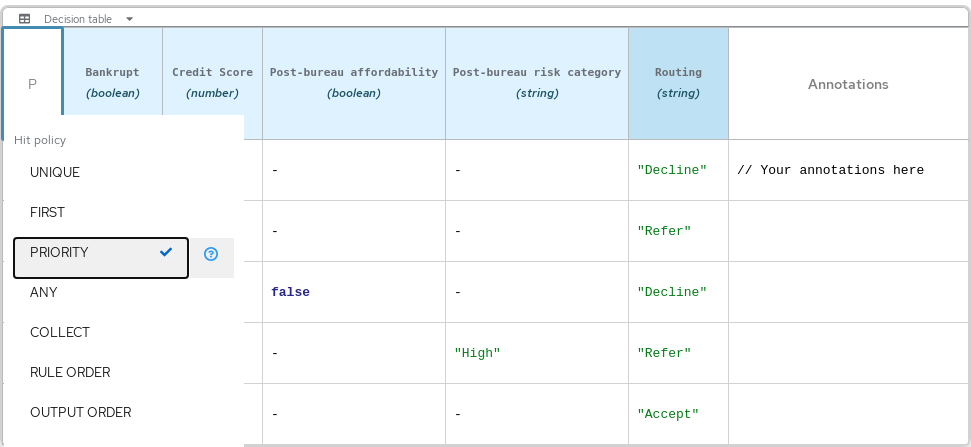 Decision table
P
Bankrupt
(boolean)
Credit Score
(number)
Post-bureau affordability
(boolean)
Post-bureau risk category
(string)
Routing
(string)
Annotations
Hit policy
UNIQUE
FIRST
PRIORITY
ANY
COLLECT
RULE ORDER
OUTPUT ORDER
- - "Decline" // Your annotations here
- - "Refer"
false - "Decline"
- "High" "Refer"
- - "Accept"